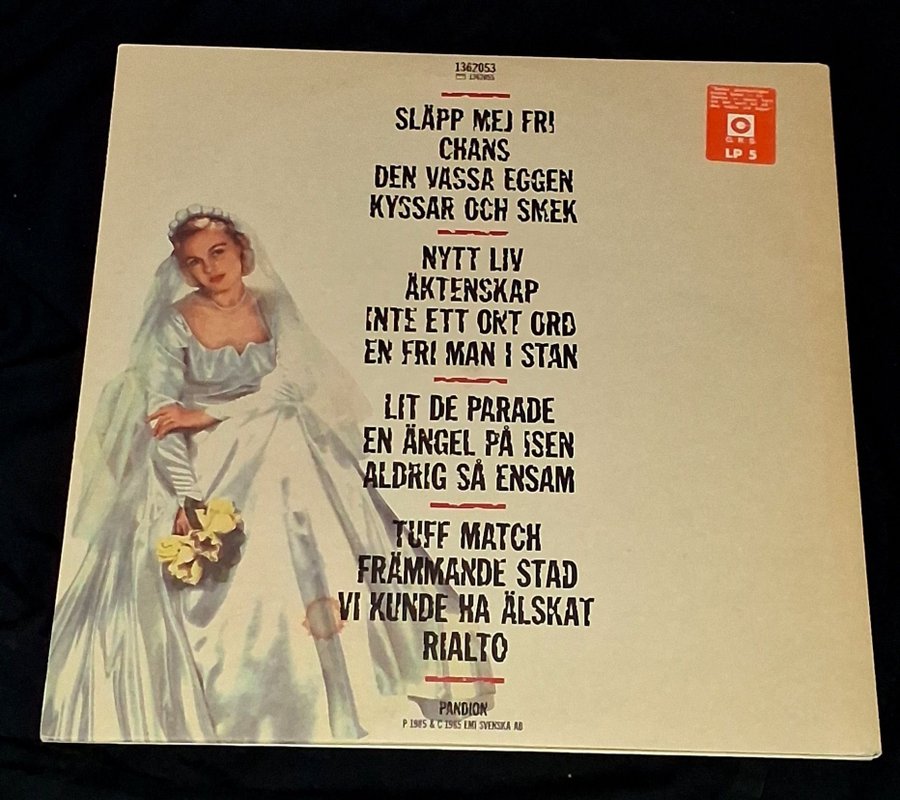 1362053
1362055
SLÄPP MEJ FRI
CHANS
DEN VASSA EGGEN
KYSSAR OCH SMEK
NYTT LIV
ÄKTENSKAP
INTE ETT ONT ORD
EN FRI MAN I STAN
LIT DE PARADE
EN ÄNGEL PÅ ISEN
ALDRIG SÅ ENSAM
TUFF MATCH
FRÄMMANDE STAD
VI KUNDE HA ÄLSKAT
RIALTO
PANDION
P 1985 & C 1985 EMI SVENSKA AB
LP 5